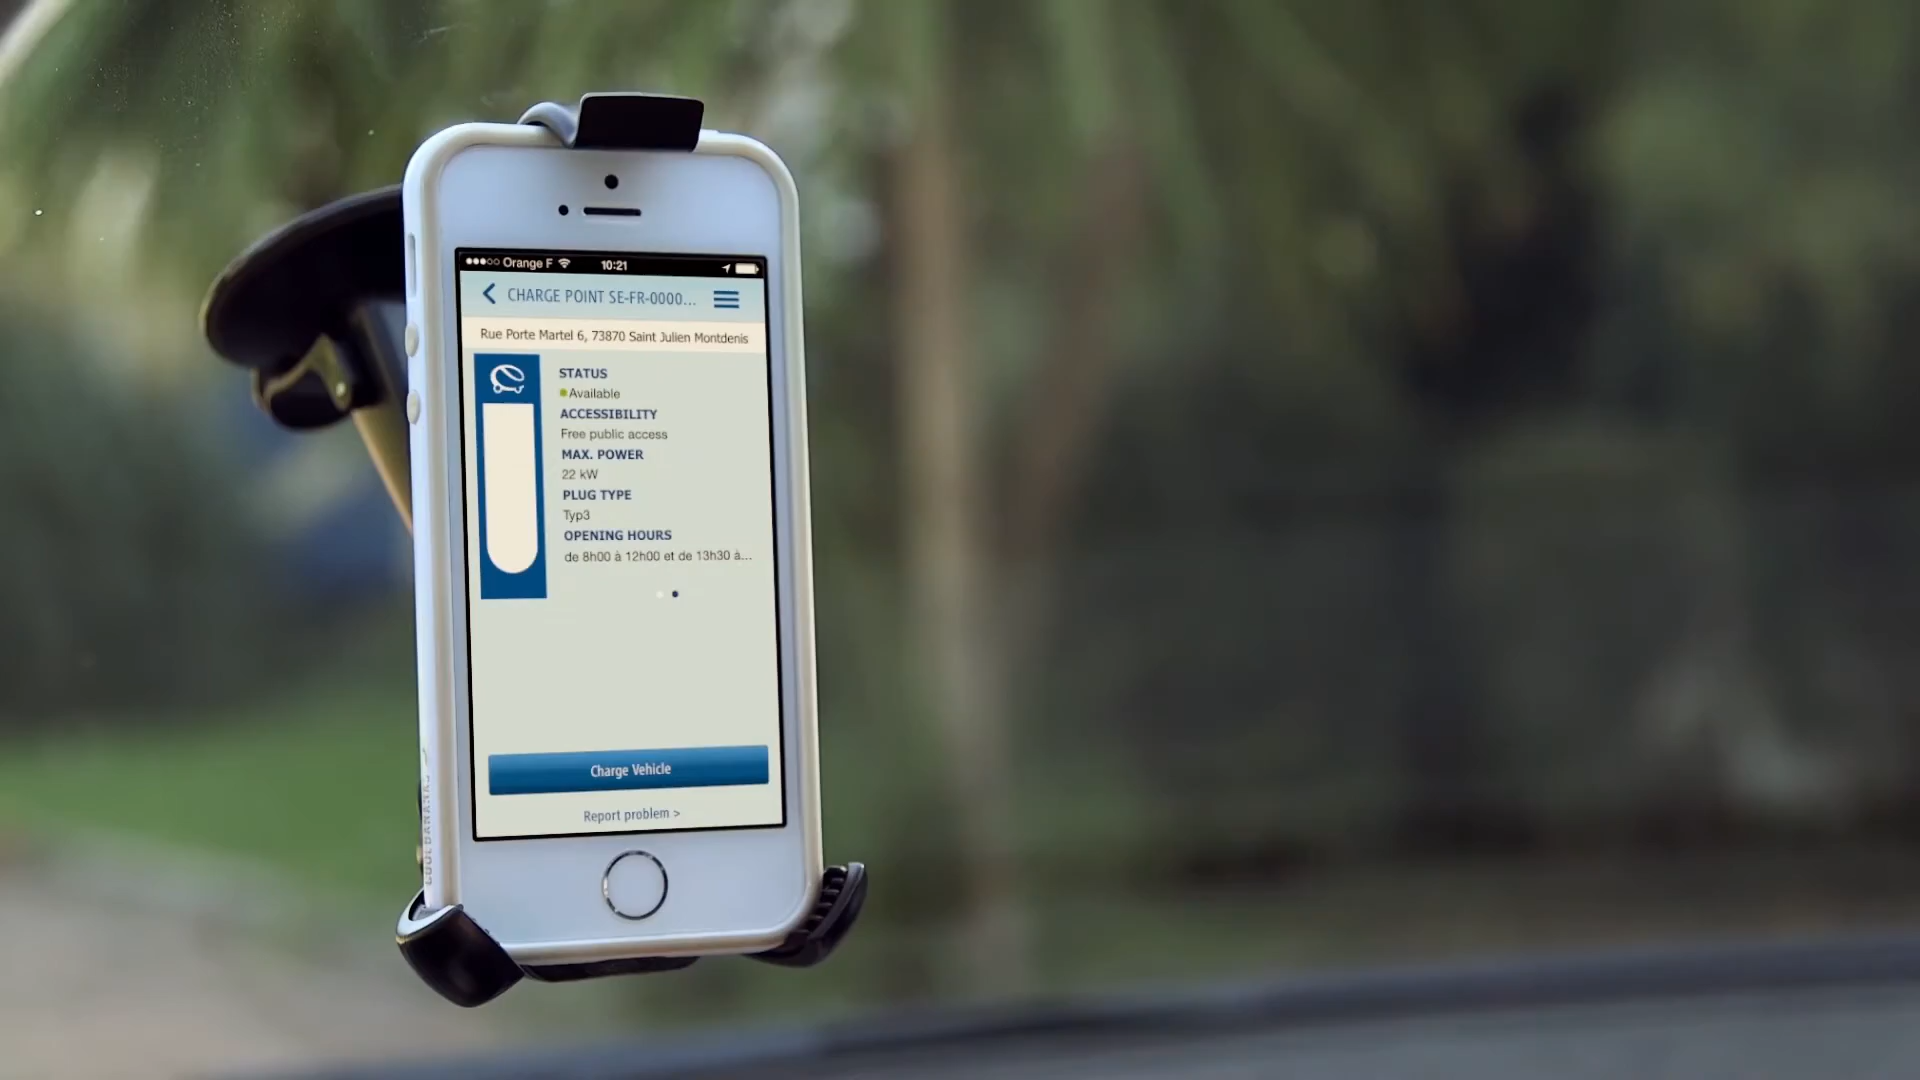 Orange F 10:21
CHARGE POINT SE-FR-0000...
Rue Porte Martel 6, 73870 Saint Julien Montdenis
STATUS
Available
ACCESSIBILITY
Free public access
MAX. POWER
22 kW
PLUG TYPE
Typ3
OPENING HOURS
de 8h00 à 12h00 et de 13h30 à...
Charge Vehicle
Report problem >
COOLBANANAS